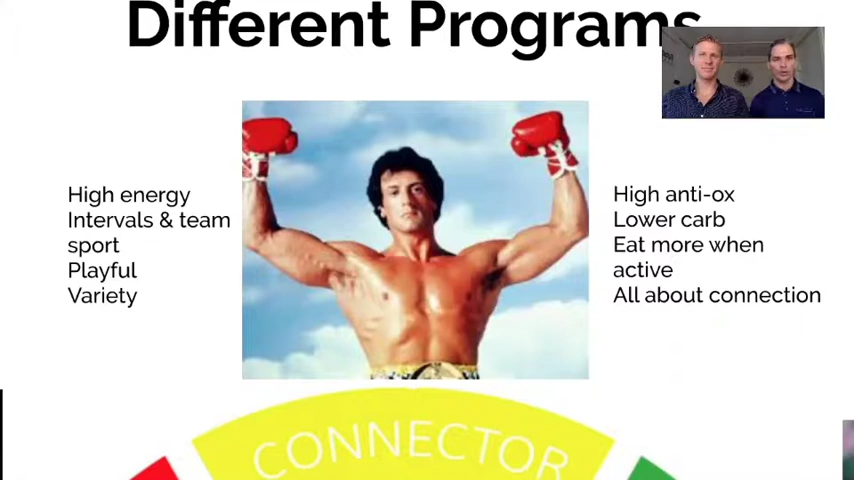 Different Programs
High energy
Intervals & team
sport
Playful
Variety
High anti-ox
Lower carb
Eat more when
active
All about connection
CONNECTOR